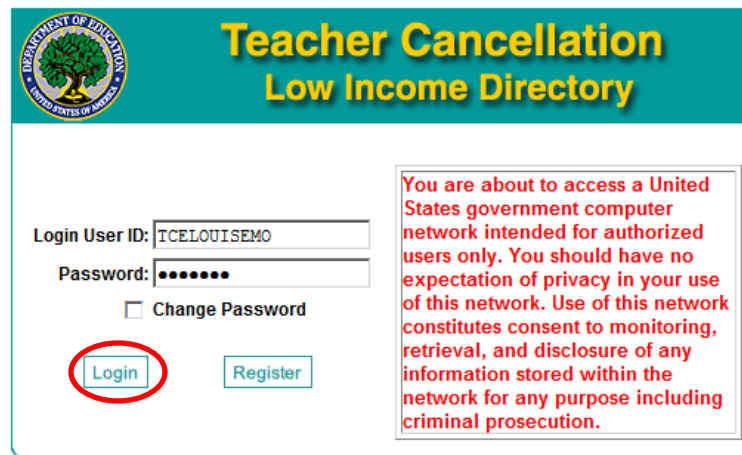 DEPARTMENT OF EDUCATION
UNITED STATES OF AMERICA
Teacher Cancellation
Low Income Directory
Login User ID: TCELOUISEMO
Password: •••••••
Change Password
Login Register
You are about to access a United
States government computer
network intended for authorized
users only. You should have no
expectation of privacy in your use
of this network. Use of this network
constitutes consent to monitoring,
retrieval, and disclosure of any
information stored within the
network for any purpose including
criminal prosecution.